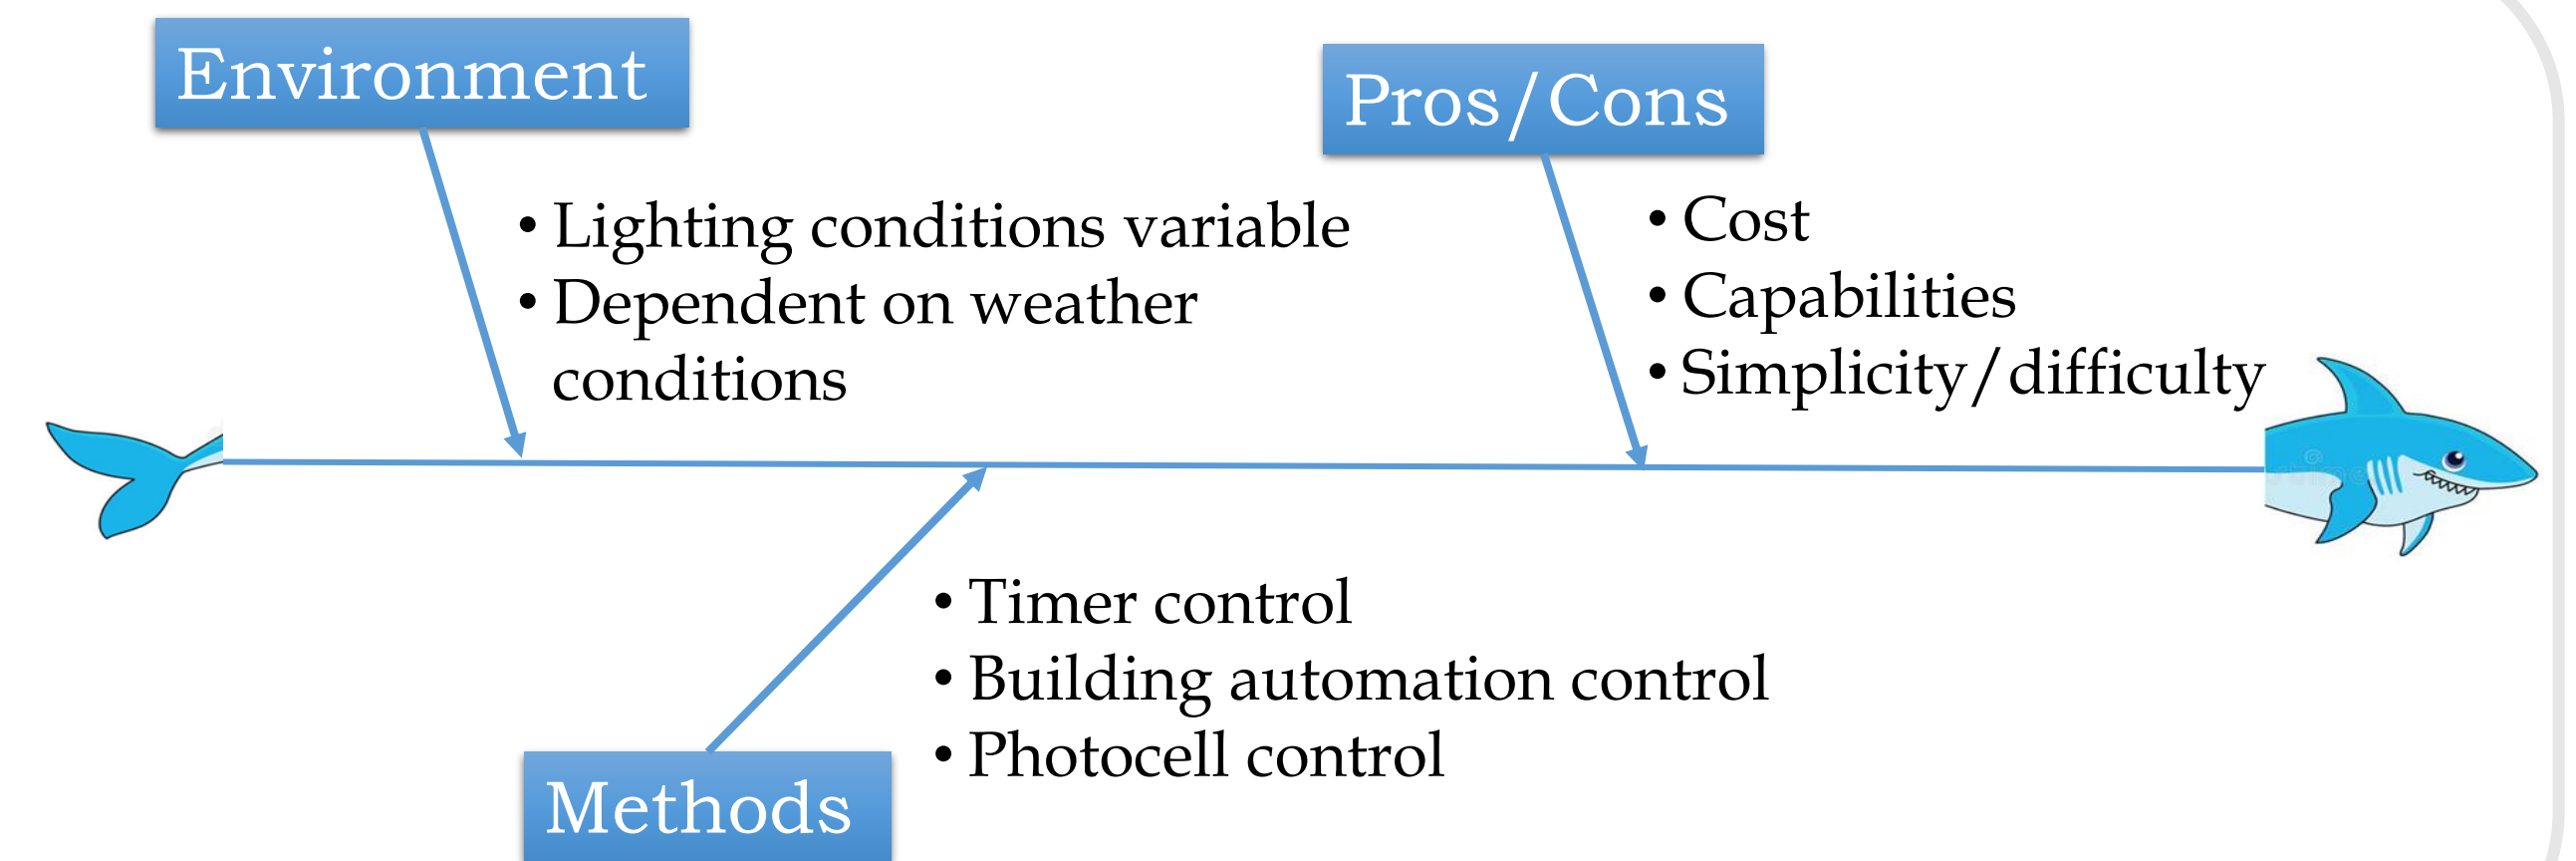 Environment
Pros/Cons
• Lighting conditions variable
• Dependent on weather
conditions
• Cost
• Capabilities
• Simplicity/difficulty
• Timer control
• Building automation control
• Photocell control
Methods